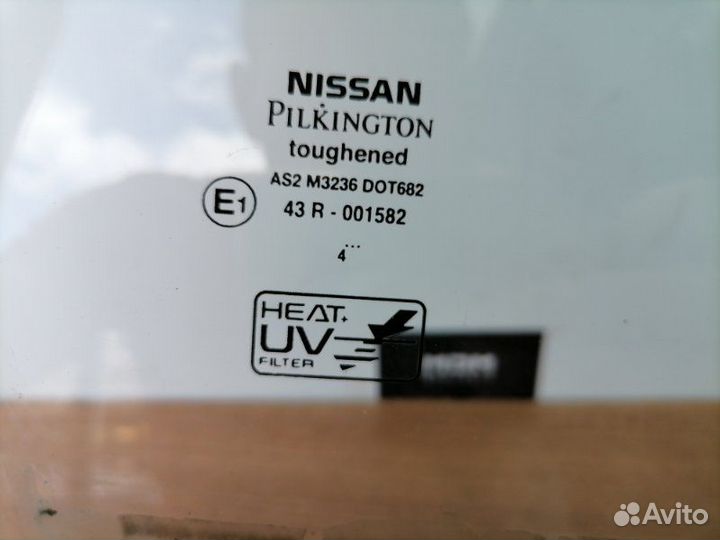 NISSAN
PILKINGTON
toughened
AS2 M3236 DOT682
E1
43 R - 001582
...
4
HEAT+
UV
FILTER
Avito